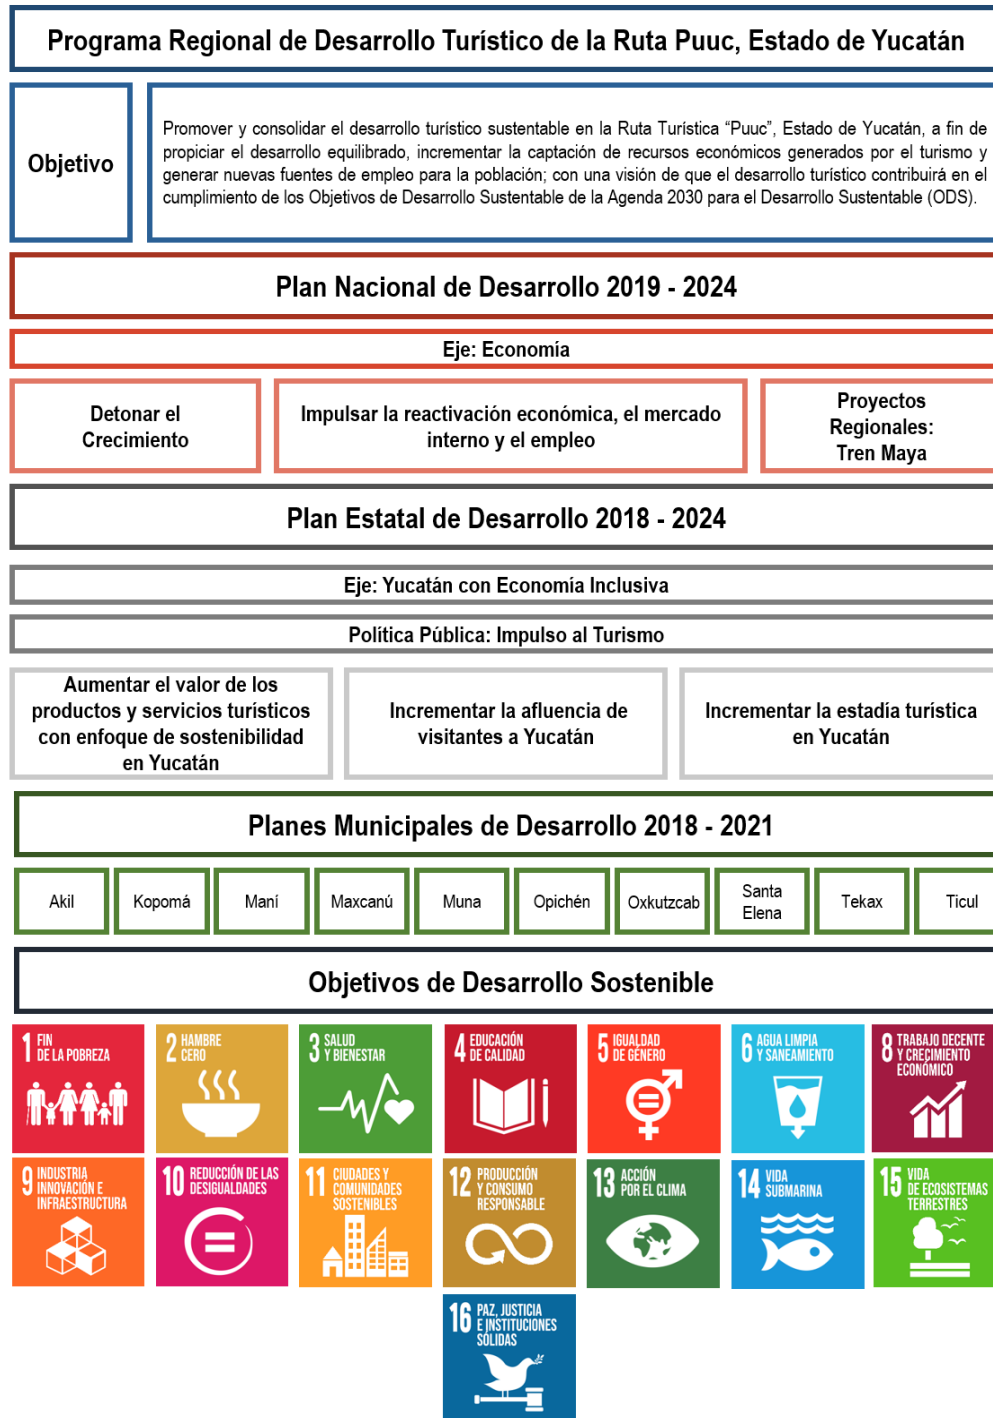 Programa Regional de Desarrollo Turístico de la Ruta Puuc, Estado de Yucatán
Objetivo
Promover y consolidar el desarrollo turístico sustentable en la Ruta Turística “Puuc”, Estado de Yucatán, a fin de
propiciar el desarrollo equilibrado, incrementar la captación de recursos económicos generados por el turismo y
generar nuevas fuentes de empleo para la población; con una visión de que el desarrollo turístico contribuirá en el
cumplimiento de los Objetivos de Desarrollo Sustentable de la Agenda 2030 para el Desarrollo Sustentable (ODS).
Plan Nacional de Desarrollo 2019 - 2024
Eje: Economía
Detonar el
Crecimiento
Impulsar la reactivación económica, el mercado
interno y el empleo
Proyectos
Regionales:
Tren Maya
Plan Estatal de Desarrollo 2018 - 2024
Eje: Yucatán con Economía Inclusiva
Política Pública: Impulso al Turismo
Aumentar el valor de los
productos y servicios turísticos
con enfoque de sostenibilidad
en Yucatán
Incrementar la afluencia de
visitantes a Yucatán
Incrementar la estadía turística
en Yucatán
Planes Municipales de Desarrollo 2018 - 2021
Akil
Kopomá
Maní
Maxcanú
Muna
Opichén
Oxkutzcab
Santa
Elena
Tekax
Ticul
Objetivos de Desarrollo Sostenible
1 FIN
DE LA POBREZA
2 HAMBRE
CERO
3 SALUD
Y BIENESTAR
4 EDUCACIÓN
DE CALIDAD
5 IGUALDAD
DE GÉNERO
6 AGUA LIMPIA
Y SANEAMIENTO
8 TRABAJO DECENTE
Y CRECIMIENTO
ECONÓMICO
9 INDUSTRIA,
INNOVACIÓN E
INFRAESTRUCTURA
10 REDUCCIÓN DE LAS
DESIGUALDADES
11 CIUDADES Y
COMUNIDADES
SOSTENIBLES
12 PRODUCCIÓN
Y CONSUMO
RESPONSABLE
13 ACCIÓN
POR EL CLIMA
14 VIDA
SUBMARINA
15 VIDA
DE ECOSISTEMAS
TERRESTRES
16 PAZ, JUSTICIA
E INSTITUCIONES
SÓLIDAS